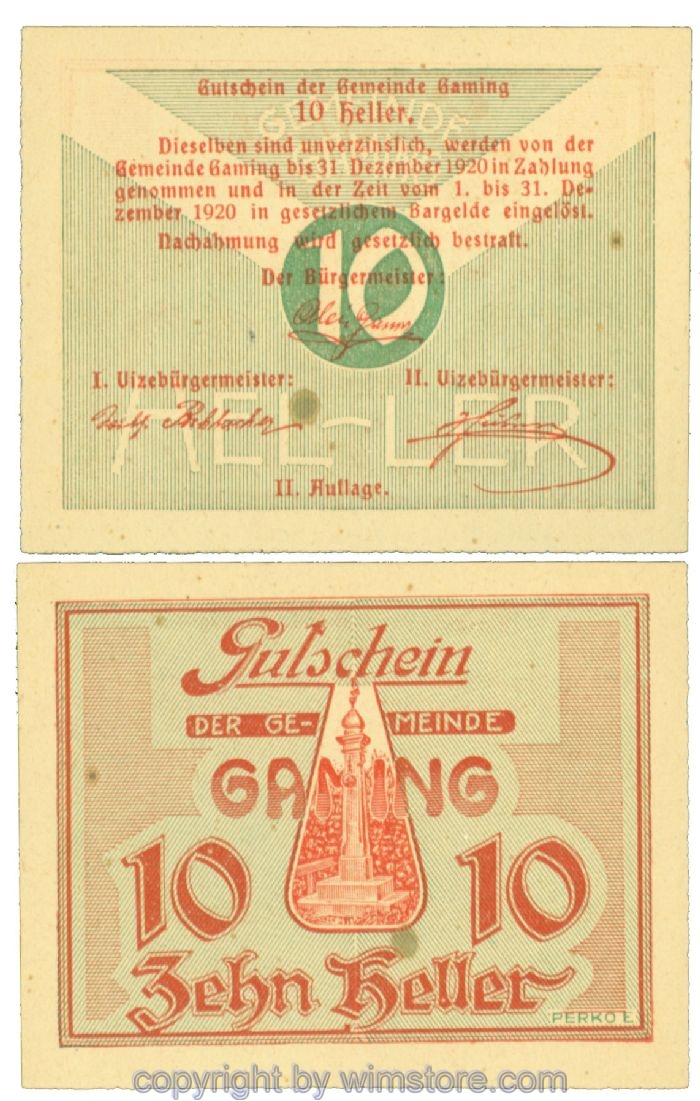 Gutschein der Gemeinde Gaming
10 Heller.
Dieselben sind unverzinslich, werden von der
Gemeinde Gaming bis 31. Dezember 1920 in Zahlung
genommen und in der Zeit vom 1. bis 31. De-
zember 1920 in gesetzlichem Bargelde eingelöst.
Nachahmung wird gesetzlich bestraft.
10
Der Bürgermeister:
I. Vizebürgermeister: II. Vizebürgermeister:
HEL-LER
II. Auflage.
Gutschein
DER GE- MEINDE
GAMING
10 10
Zehn Heller
PERKO E
copyright by wimstore.com